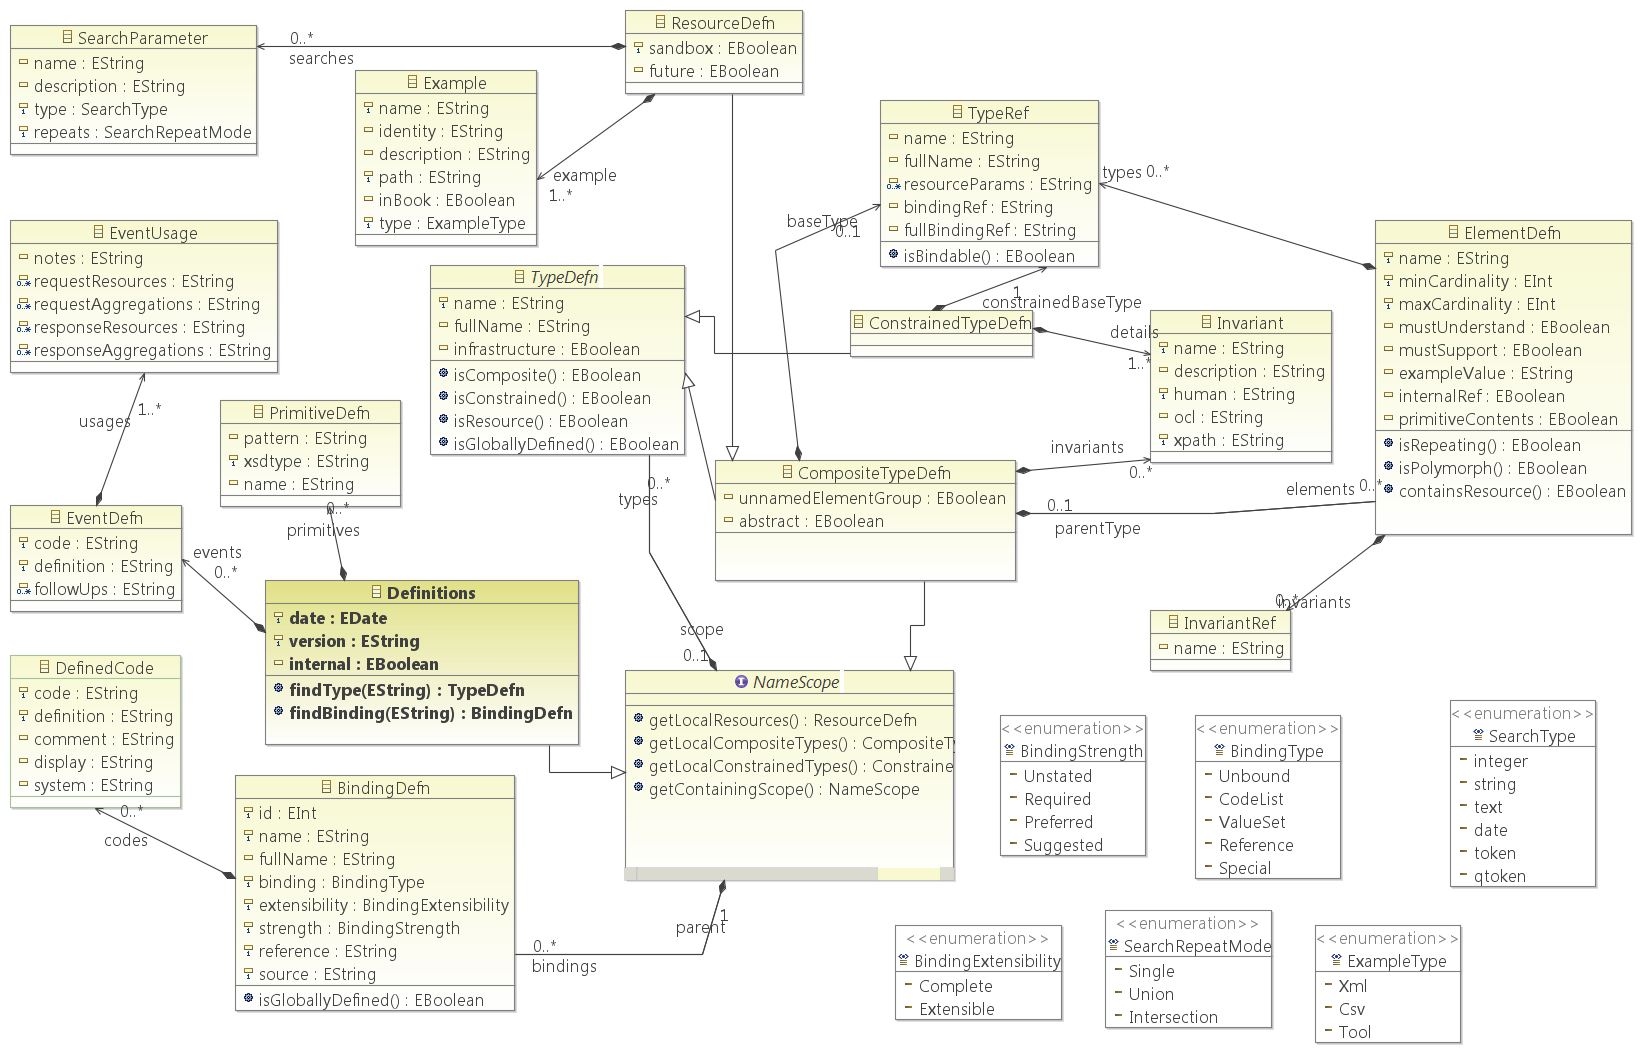 SearchParameter
name : EString
description : EString
type : SearchType
repeats : SearchRepeatMode
0..*
searches
ResourceDefn
sandbox : EBoolean
future : EBoolean
Example
name : EString
identity : EString
description : EString
path : EString
inBook : EBoolean
type : ExampleType
example
1..*
TypeRef
name : EString
fullName : EString
0..* resourceParams : EString
bindingRef : EString
fullBindingRef : EString
isBindable() : EBoolean
types 0..*
baseType
0..1
ElementDefn
name : EString
minCardinality : EInt
maxCardinality : EInt
mustUnderstand : EBoolean
mustSupport : EBoolean
exampleValue : EString
internalRef : EBoolean
primitiveContents : EBoolean
isRepeating() : EBoolean
isPolymorph() : EBoolean
containsResource() : EBoolean
EventUsage
notes : EString
0..* requestResources : EString
0..* requestAggregations : EString
0..* responseResources : EString
0..* responseAggregations : EString
TypeDefn
name : EString
fullName : EString
infrastructure : EBoolean
isComposite() : EBoolean
isConstrained() : EBoolean
isResource() : EBoolean
isGloballyDefined() : EBoolean
1
constrainedBaseType
ConstrainedTypeDefn
details
1..*
Invariant
name : EString
description : EString
human : EString
ocl : EString
xpath : EString
usages
1..*
PrimitiveDefn
pattern : EString
xsdtype : EString
name : EString
0..*
primitives
0..*
types
CompositeTypeDefn
unnamedElementGroup : EBoolean
abstract : EBoolean
invariants
0..*
elements 0..*
0..1
parentType
EventDefn
code : EString
definition : EString
0..* followUps : EString
events
0..*
Definitions
date : EDate
version : EString
internal : EBoolean
findType(EString) : TypeDefn
findBinding(EString) : BindingDefn
scope
0..1
0..*
invariants
InvariantRef
name : EString
DefinedCode
code : EString
definition : EString
comment : EString
display : EString
system : EString
0..*
codes
NameScope
getLocalResources() : ResourceDefn
getLocalCompositeTypes() : CompositeTy
getLocalConstrainedTypes() : Constraine
getContainingScope() : NameScope
BindingDefn
id : EInt
name : EString
fullName : EString
binding : BindingType
extensibility : BindingExtensibility
strength : BindingStrength
reference : EString
source : EString
isGloballyDefined() : EBoolean
1
parent
0..*
bindings
<<enumeration>>
BindingStrength
Unstated
Required
Preferred
Suggested
<<enumeration>>
BindingType
Unbound
CodeList
ValueSet
Reference
Special
<<enumeration>>
SearchType
integer
string
text
date
token
qtoken
<<enumeration>>
BindingExtensibility
Complete
Extensible
<<enumeration>>
SearchRepeatMode
Single
Union
Intersection
<<enumeration>>
ExampleType
Xml
Csv
Tool